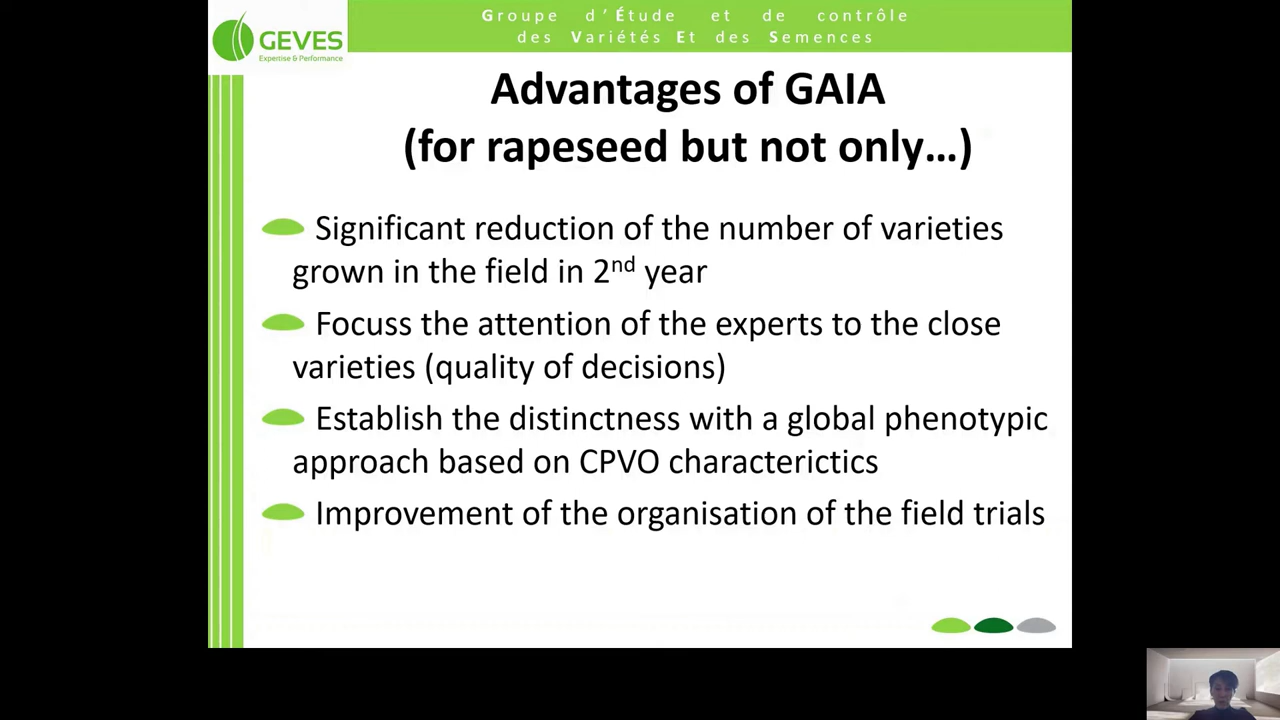 GEVES
Expertise & Performance
Groupe d'Étude et de contrôle
des Variétés Et des Semences
Advantages of GAIA
(for rapeseed but not only…)
Significant reduction of the number of varieties
grown in the field in 2nd year
Focuss the attention of the experts to the close
varieties (quality of decisions)
Establish the distinctness with a global phenotypic
approach based on CPVO characterictics
Improvement of the organisation of the field trials